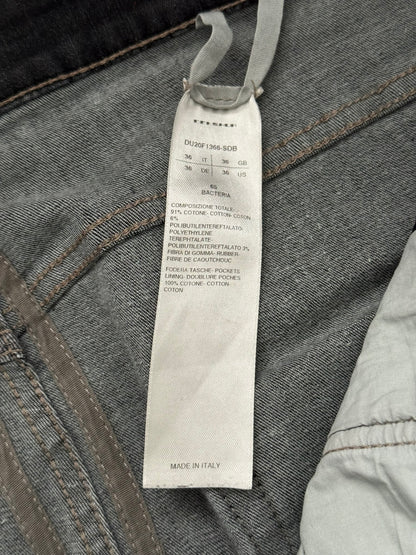 DU20F1368-SDB
36 IT 36 GB
36 DE 36 US
65
BACTERIA
COMPOSIZIONE TOTALE-
91% COTONE- COTTON- COTON
6%
POLIBUTILENTEREFTALATO-
POLYETHYLENE
TEREPHTALATE-
POLIBUTILENTEREFTALATO 3%
FIBRA DI GOMMA- RUBBER-
FIBRE DE CAOUTCHOUC
FODERA TASCHE- POCKETS
LINING- DOUBLURE POCHES
100% COTONE- COTTON-
COTON
MADE IN ITALY